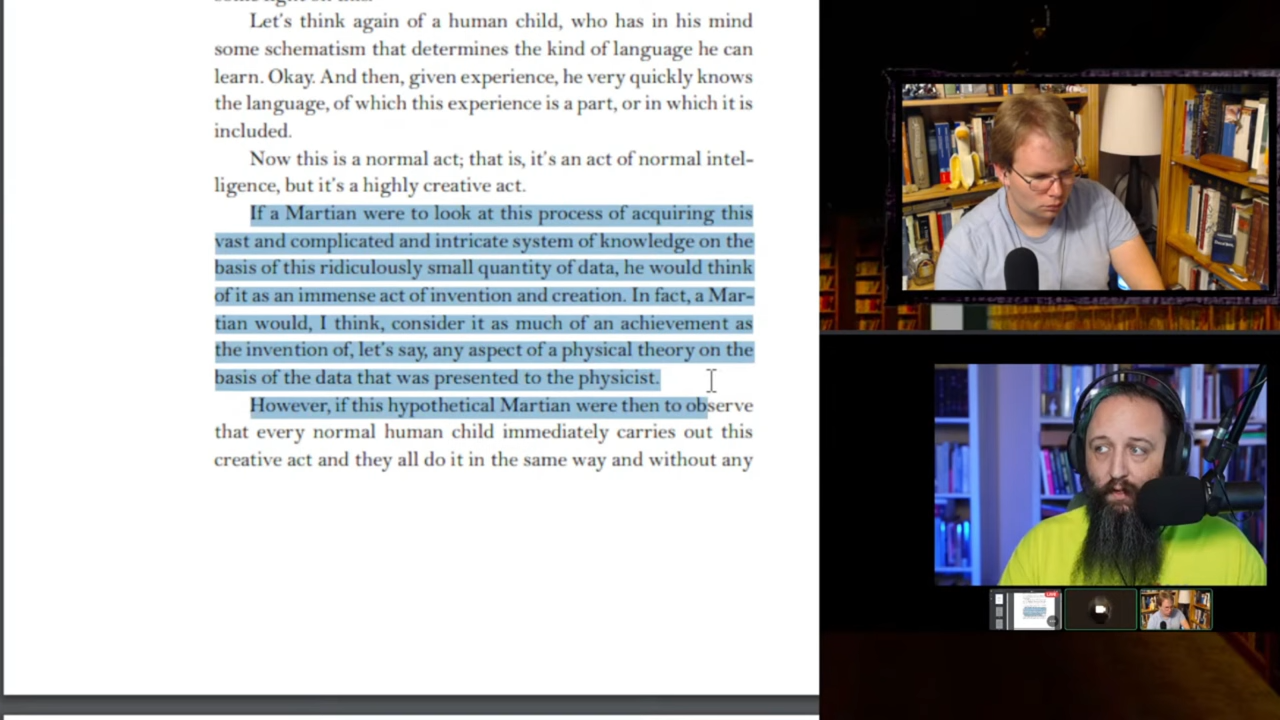 Let's think again of a human child, who has in his mind
some schematism that determines the kind of language he can
learn. Okay. And then, given experience, he very quickly knows
the language, of which this experience is a part, or in which it is
included.
Now this is a normal act; that is, it's an act of normal intel-
ligence, but it's a highly creative act.
If a Martian were to look at this process of acquiring this
vast and complicated and intricate system of knowledge on the
basis of this ridiculously small quantity of data, he would think
of it as an immense act of invention and creation. In fact, a Mar-
tian would, I think, consider it as much of an achievement as
the invention of, let's say, any aspect of a physical theory on the
basis of the data that was presented to the physicist.
However, if this hypothetical Martian were then to observe
that every normal human child immediately carries out this
creative act and they all do it in the same way and without any